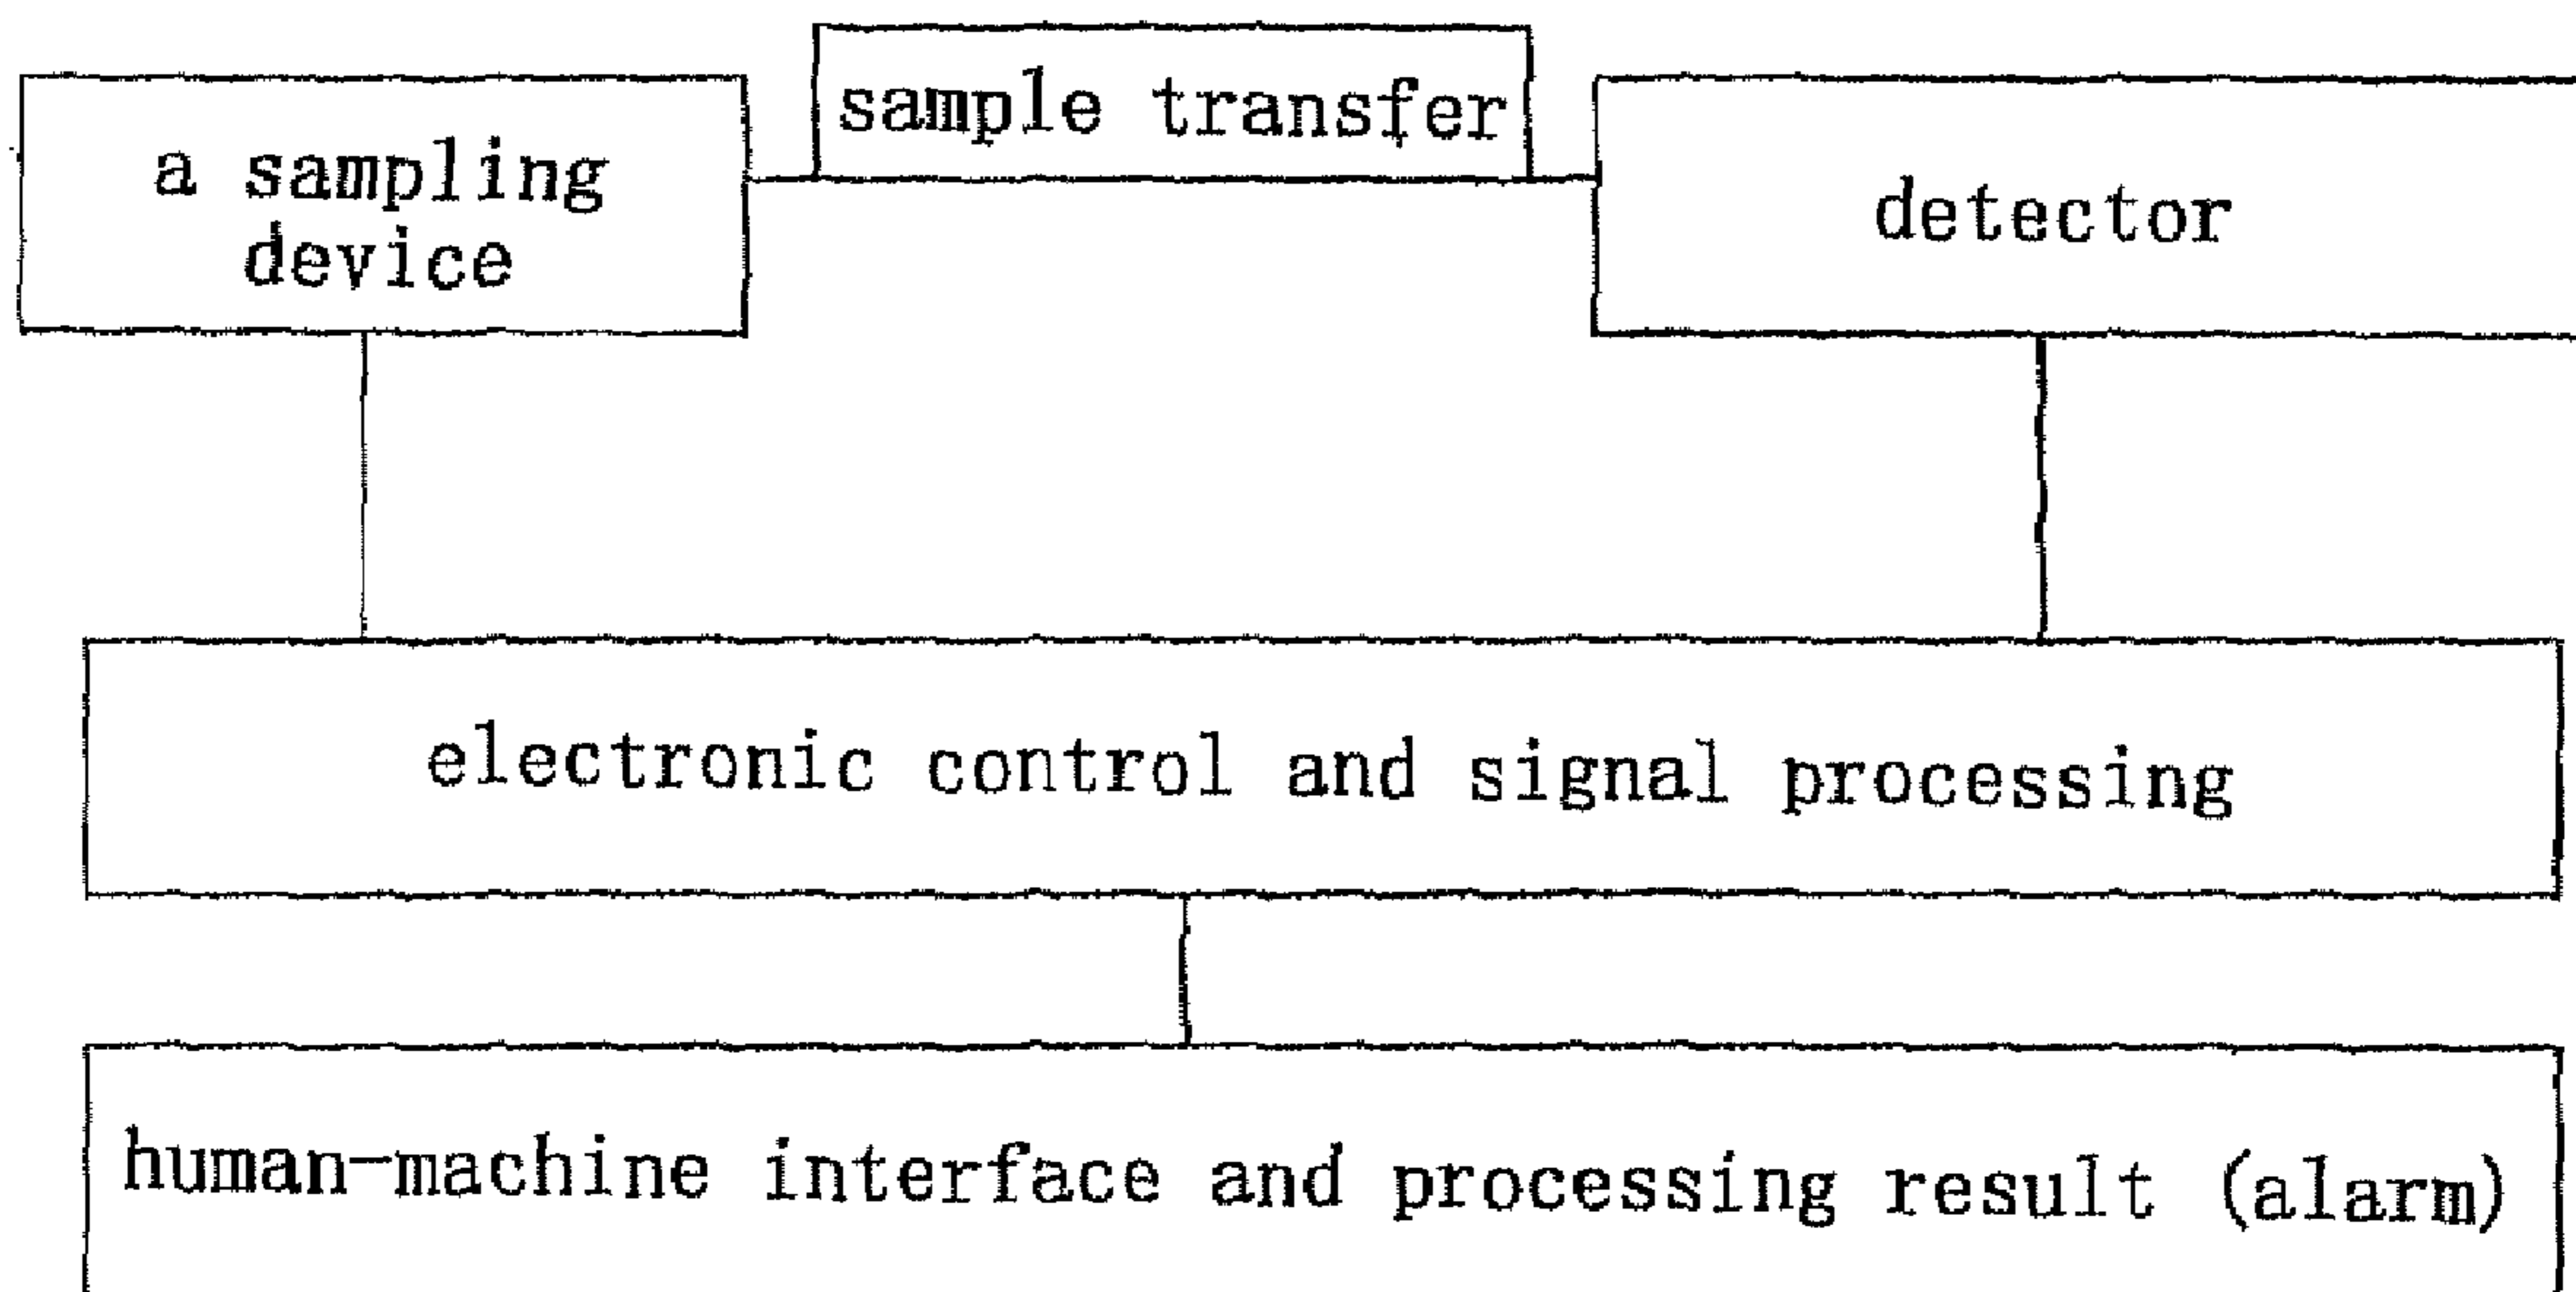 a sampling
device
sample transfer
detector
electronic control and signal processing
human-machine interface and processing result (alarm)